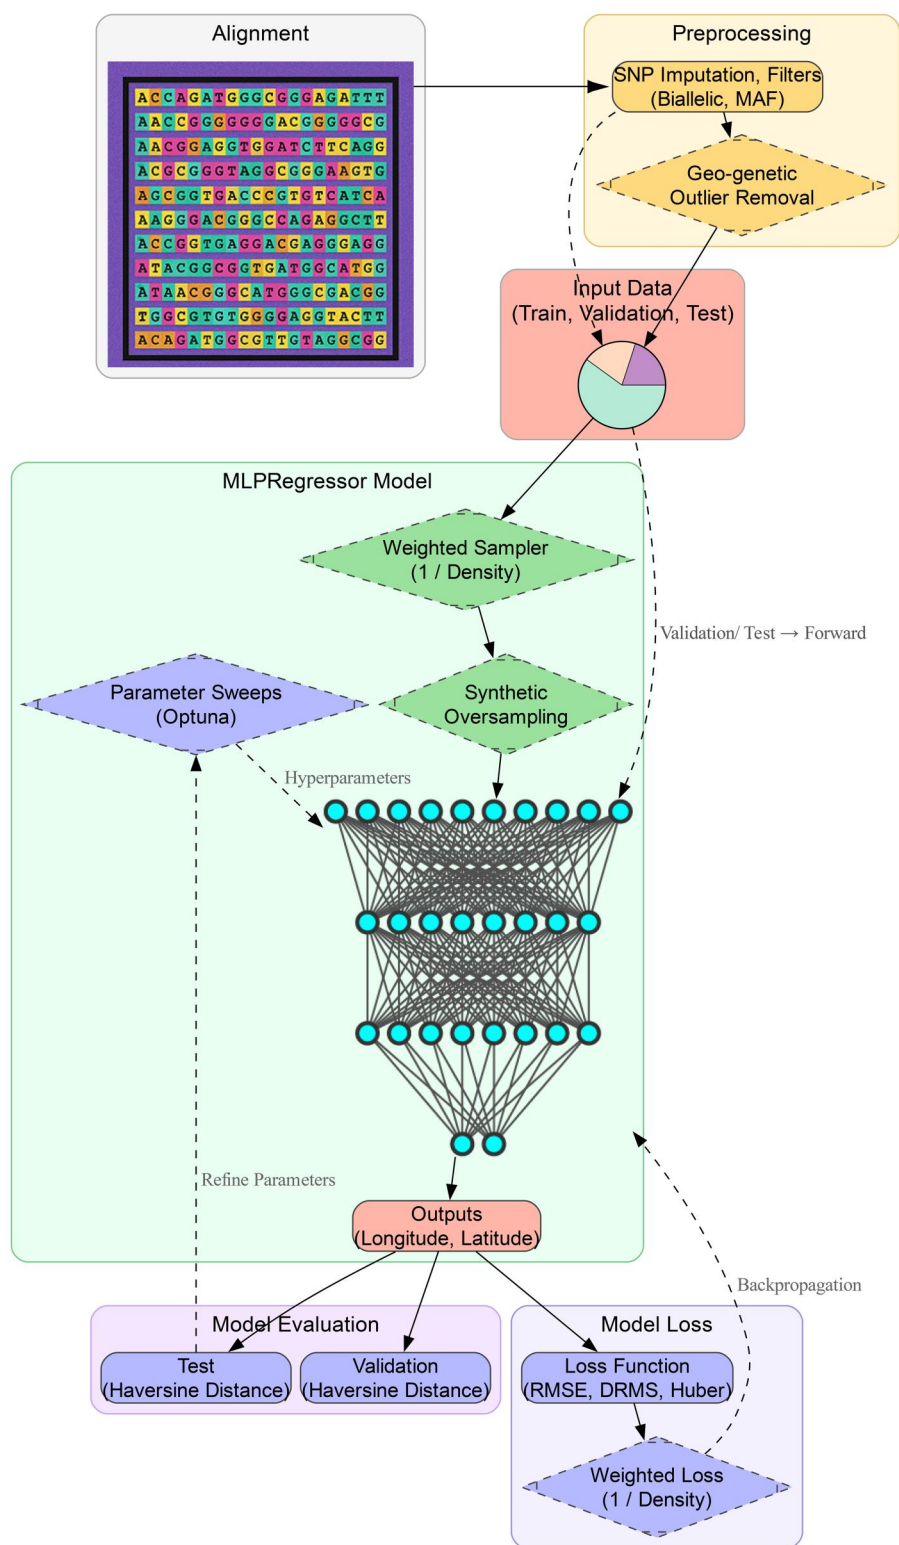 Alignment
ACCAGATGGGCGGGAGATTT
AACCGGGGGGGACGGGGGCG
AACGGAGGTGGATCTTCAGG
ACGCGGGTAGGCGGGAAGTG
AGCGGTGACCCGTGTCATCA
AAGGGACGGGCCAGAGGCTT
ACCGGTGAGGACGAGGGAGG
ATACGGCGGTGATGGCATGG
ATAACGGGCATGGGCGACGG
TGGCGTGTGGGGAGGTACTT
ACAGATGGCGTTGTAGGCGG
Preprocessing
SNP Imputation, Filters
(Biallelic, MAF)
Geo-genetic
Outlier Removal
Input Data
(Train, Validation, Test)
MLPRegressor Model
Weighted Sampler
(1 / Density)
Validation/ Test → Forward
Parameter Sweeps
(Optuna)
Synthetic
Oversampling
Hyperparameters
Refine Parameters
Outputs
(Longitude, Latitude)
Backpropagation
Model Evaluation
Test
(Haversine Distance)
Validation
(Haversine Distance)
Model Loss
Loss Function
(RMSE, DRMS, Huber)
Weighted Loss
(1 / Density)